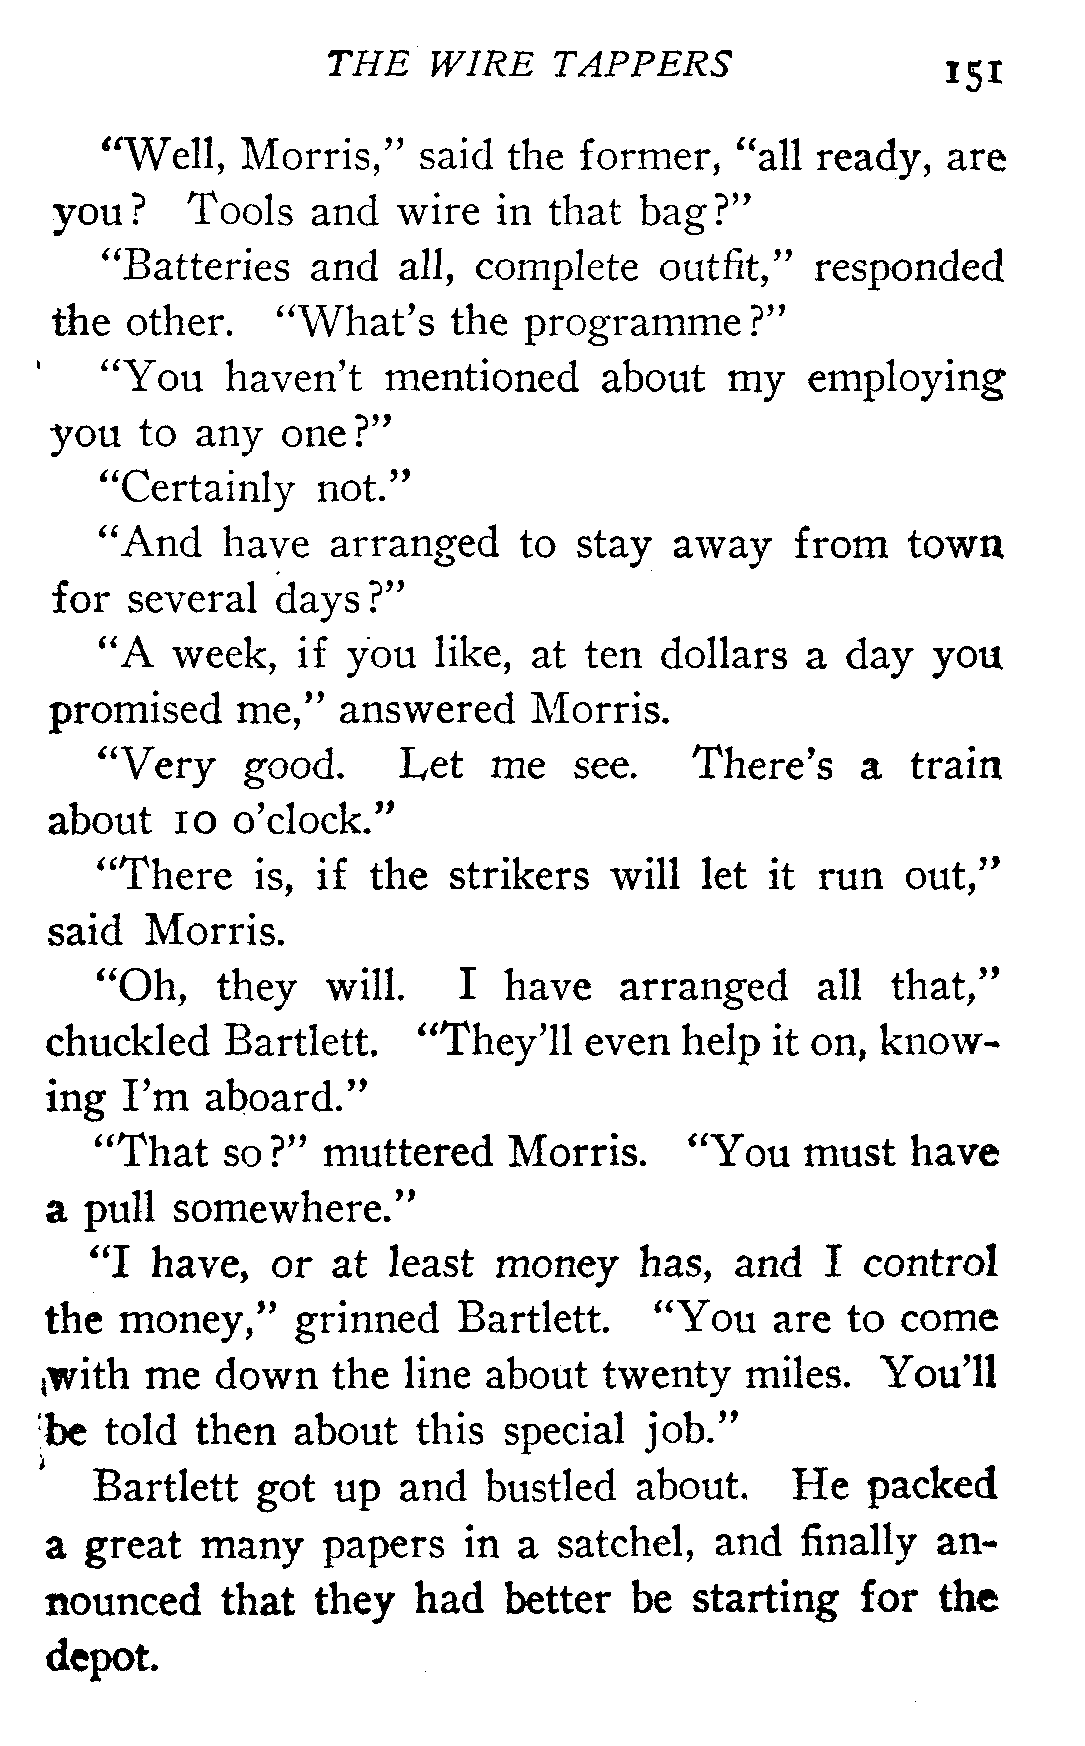 THE WIRE TAPPERS 151
"Well, Morris," said the former, "all ready, are
you? Tools and wire in that bag?"
"Batteries and all, complete outfit," responded
the other. "What's the programme?"
"You haven't mentioned about my employing
you to any one?"
"Certainly not."
"And have arranged to stay away from town
for several days?"
"A week, if you like, at ten dollars a day you
promised me," answered Morris.
"Very good. Let me see. There's a train
about 10 o'clock."
"There is, if the strikers will let it run out,"
said Morris.
"Oh, they will. I have arranged all that,"
chuckled Bartlett. "They'll even help it on, know-
ing I'm aboard."
"That so?" muttered Morris. "You must have
a pull somewhere."
"I have, or at least money has, and I control
the money," grinned Bartlett. "You are to come
with me down the line about twenty miles. You'll
be told then about this special job."
Bartlett got up and bustled about. He packed
a great many papers in a satchel, and finally an-
nounced that they had better be starting for the
depot.